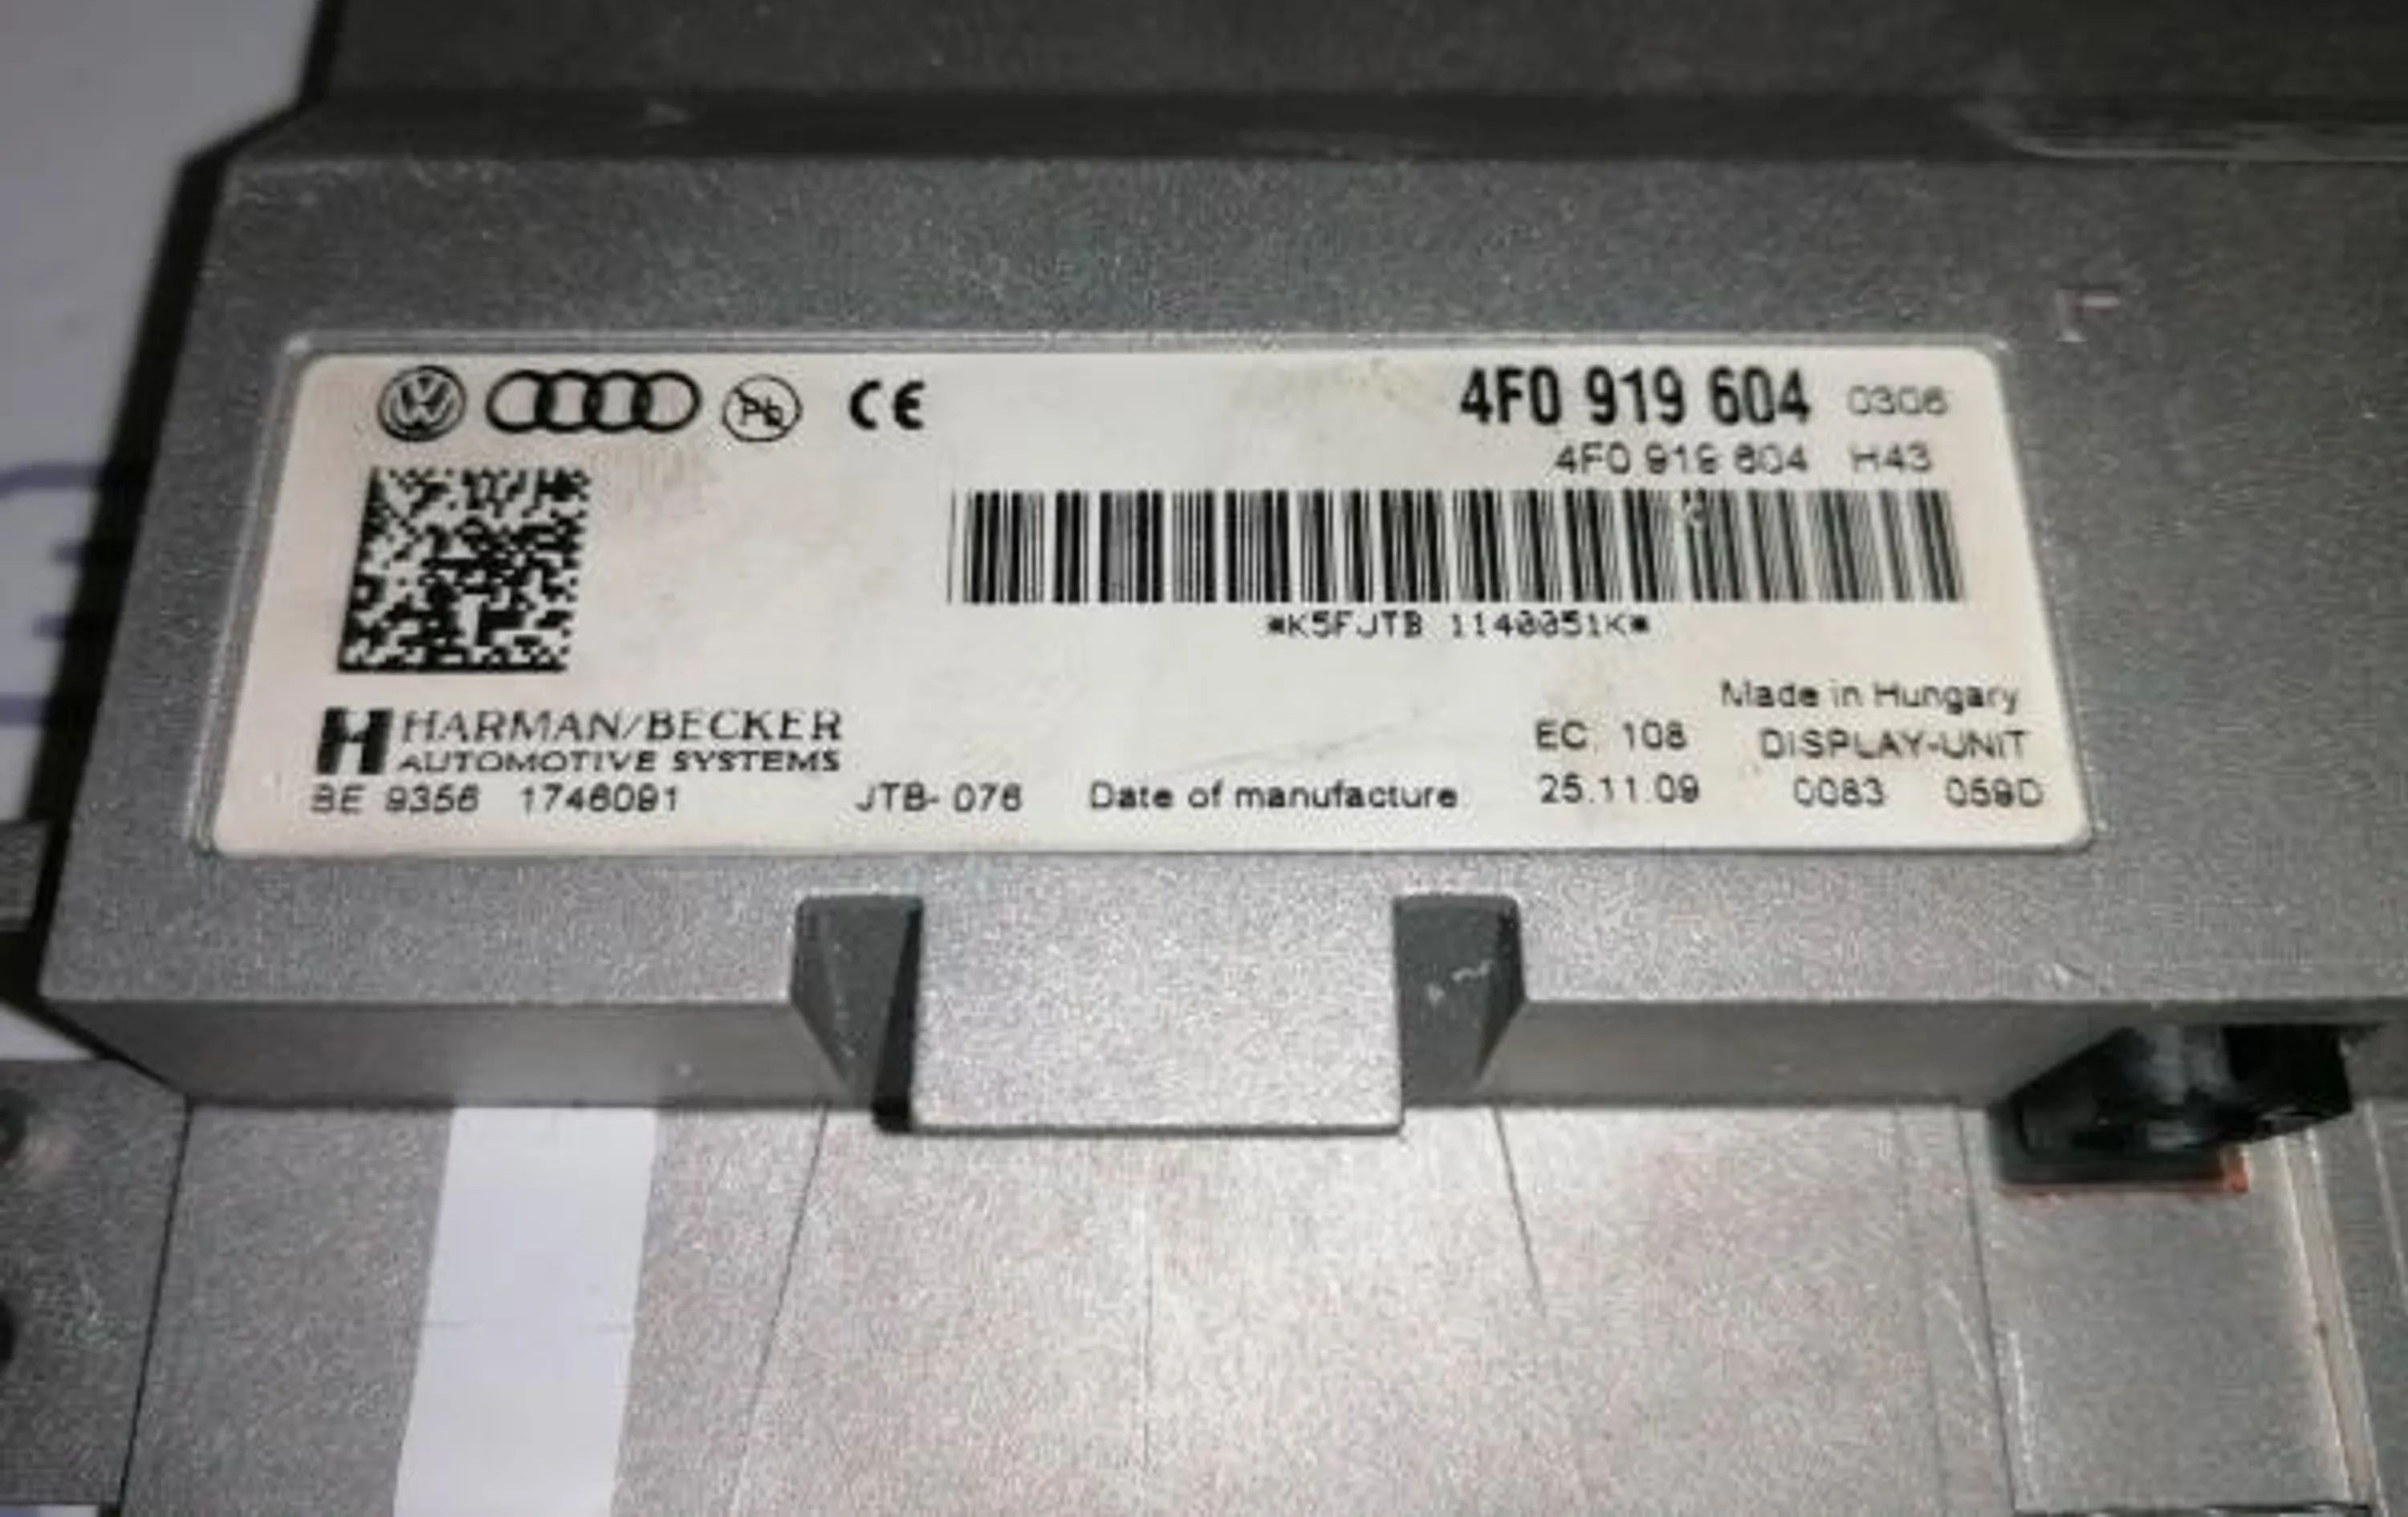 CE
4F0 919 604 0306
4F0 919 604 H43
*K5FJTB 1140051K*
Made in Hungary
HARMAN/BECKER
AUTOMOTIVE SYSTEMS
EC: 108 DISPLAY-UNIT
BE 9356 1746091 JTB-076 Date of manufacture 25.11.09 0083 059D